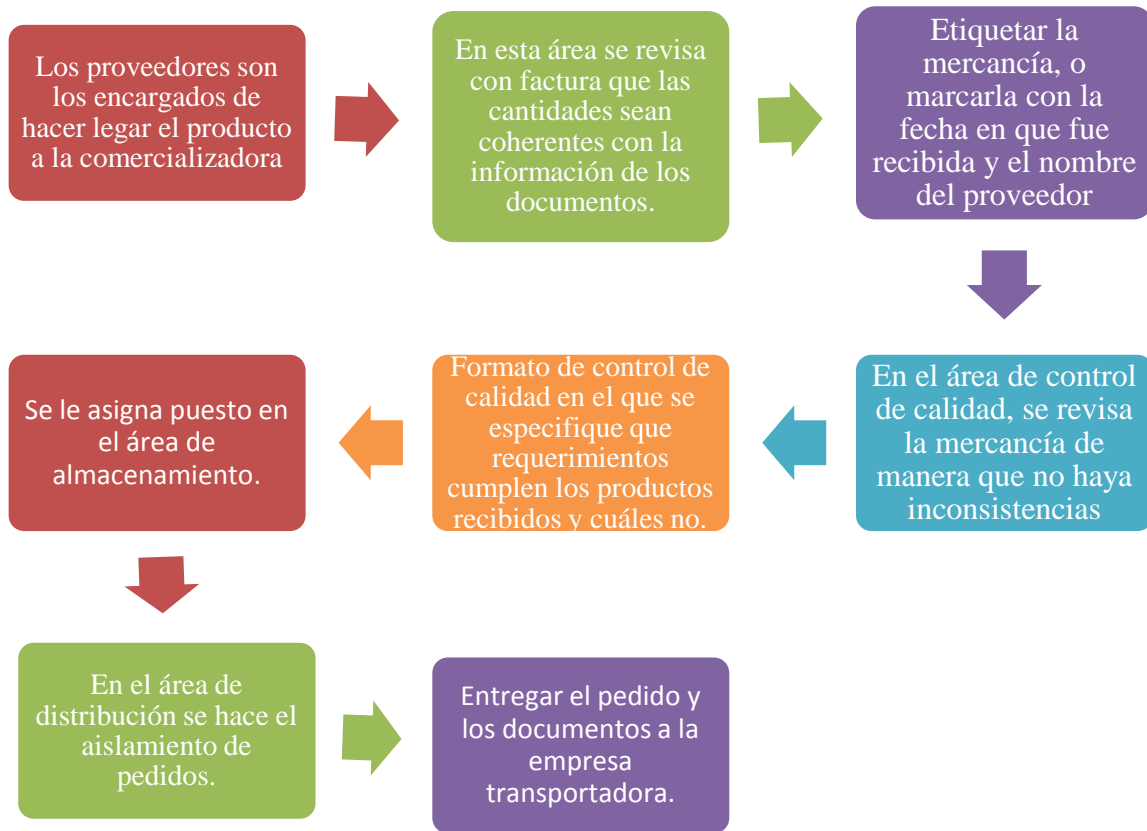 Los proveedores son
los encargados de
hacer legar el producto
a la comercializadora
En esta área se revisa
con factura que las
cantidades sean
coherentes con la
información de los
documentos.
Etiquetar la
mercancía, o
marcarla con la
fecha en que fue
recibida y el nombre
del proveedor
En el área de control
de calidad, se revisa
la mercancía de
manera que no haya
inconsistencias
Formato de control de
calidad en el que se
especifique que
requerimientos
cumplen los productos
recibidos y cuáles no.
Se le asigna puesto en
el área de
almacenamiento.
En el área de
distribución se hace el
aislamiento de
pedidos.
Entregar el pedido y
los documentos a la
empresa
transportadora.